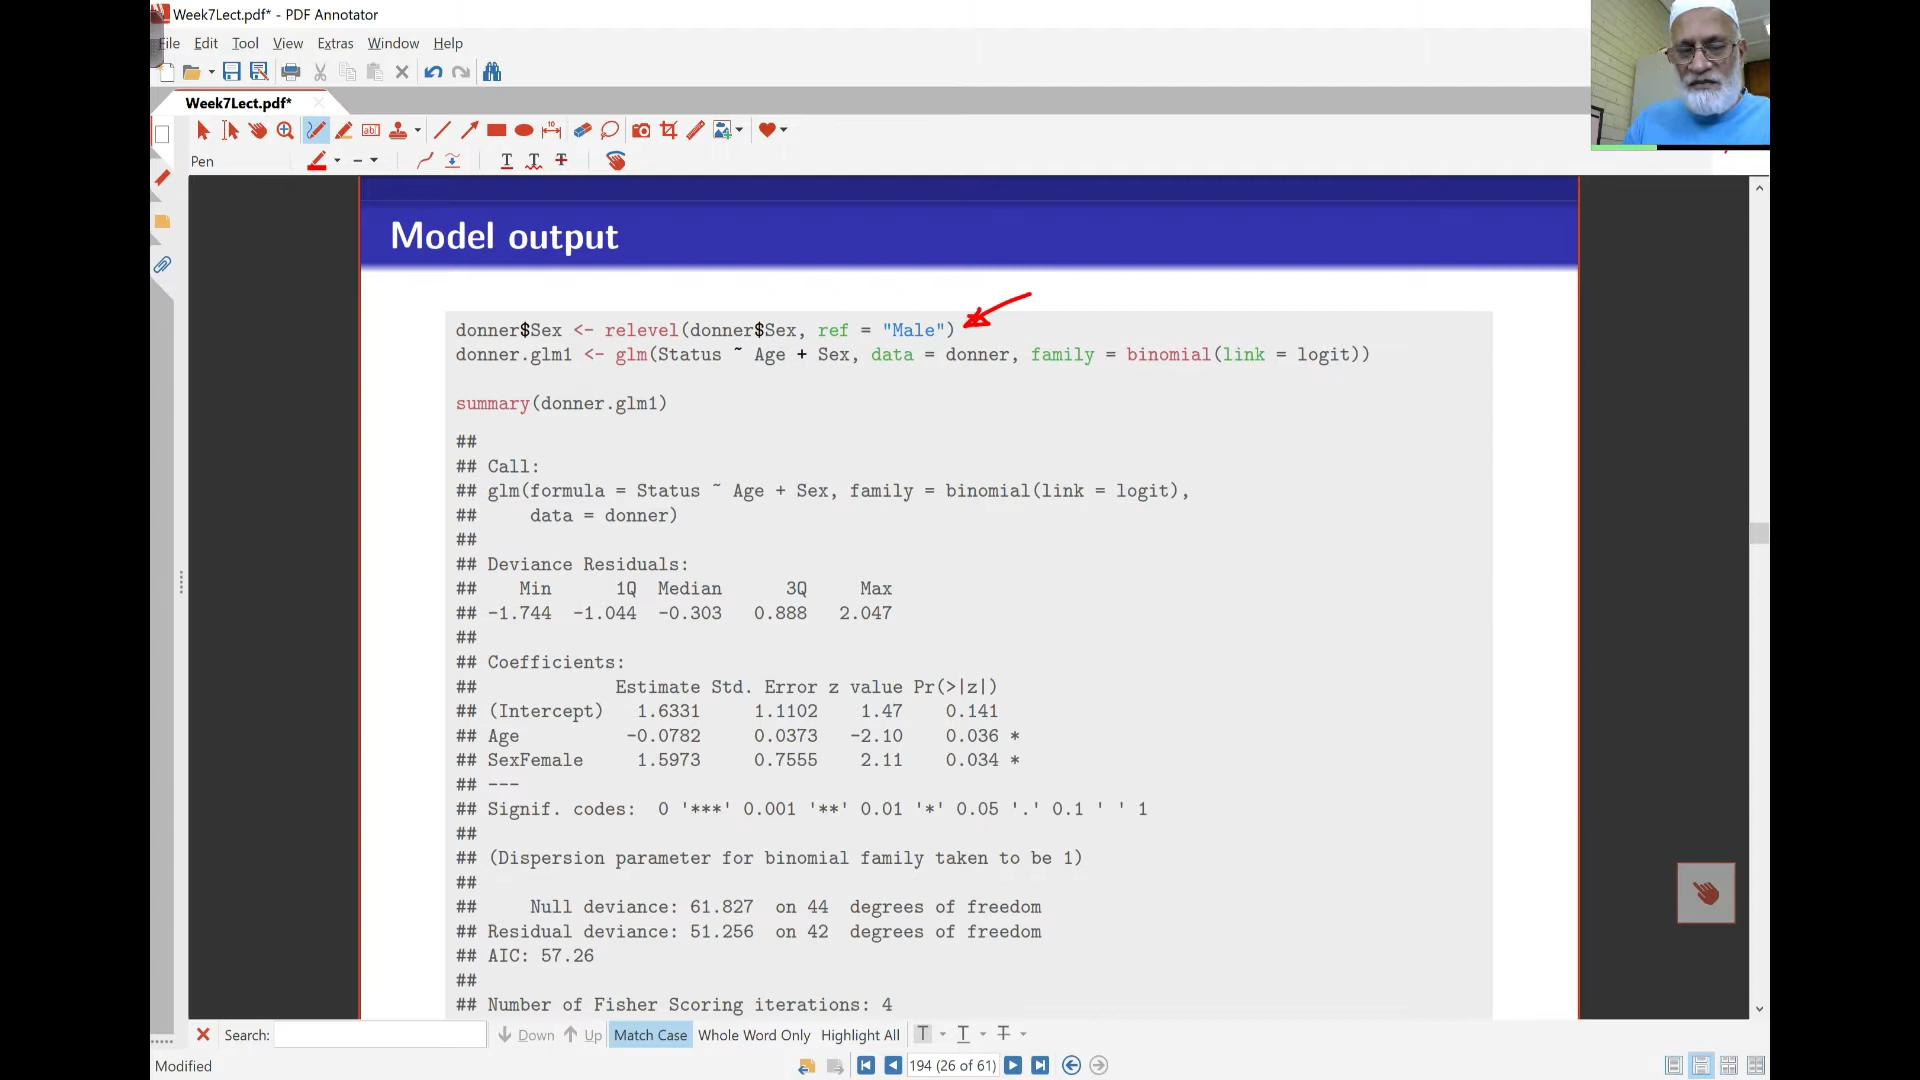 Week7Lect.pdf* - PDF Annotator
File Edit Tool View Extras Window Help
Week7Lect.pdf*
Pen
Model output
donner$Sex <- relevel(donner$Sex, ref = "Male")
donner.glm1 <- glm(Status ~ Age + Sex, data = donner, family = binomial(link = logit))
summary(donner.glm1)
##
## Call:
## glm(formula = Status ~ Age + Sex, family = binomial(link = logit),
##     data = donner)
##
## Deviance Residuals:
##    Min      1Q  Median      3Q     Max
## -1.744  -1.044  -0.303   0.888   2.047
##
## Coefficients:
##             Estimate Std. Error z value Pr(>|z|)
## (Intercept)   1.6331     1.1102    1.47    0.141
## Age          -0.0782     0.0373   -2.10    0.036 *
## SexFemale     1.5973     0.7555    2.11    0.034 *
## ---
## Signif. codes:  0 '***' 0.001 '**' 0.01 '*' 0.05 '.' 0.1 ' ' 1
##
## (Dispersion parameter for binomial family taken to be 1)
##
##     Null deviance: 61.827  on 44  degrees of freedom
## Residual deviance: 51.256  on 42  degrees of freedom
## AIC: 57.26
##
## Number of Fisher Scoring iterations: 4
Search: Down Up Match Case Whole Word Only Highlight All
Modified 194 (26 of 61)